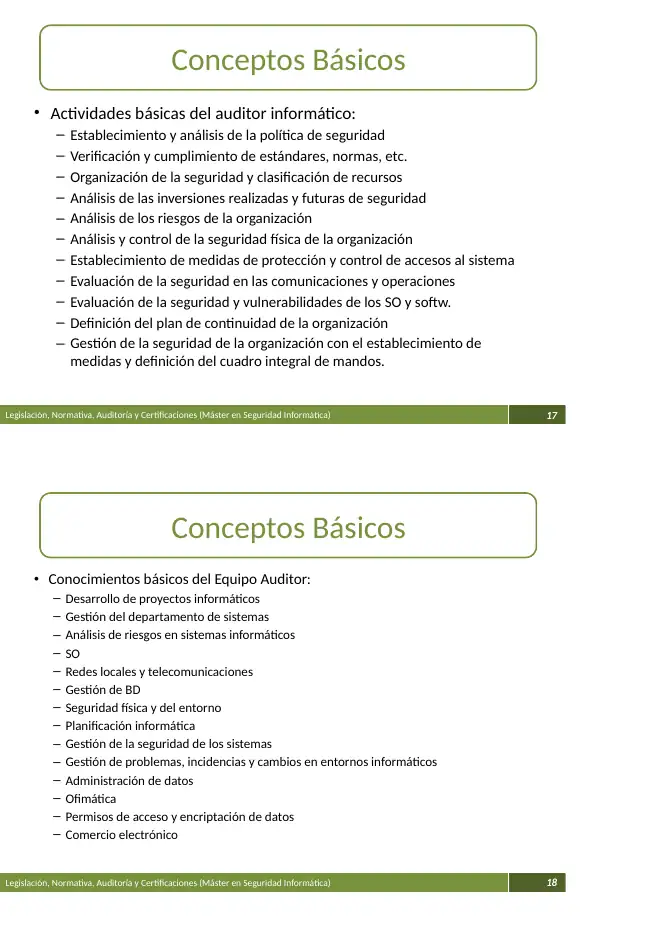 Conceptos Básicos
• Actividades básicas del auditor informático:
– Establecimiento y análisis de la política de seguridad
– Verificación y cumplimiento de estándares, normas, etc.
– Organización de la seguridad y clasificación de recursos
– Análisis de las inversiones realizadas y futuras de seguridad
– Análisis de los riesgos de la organización
– Análisis y control de la seguridad física de la organización
– Establecimiento de medidas de protección y control de accesos al sistema
– Evaluación de la seguridad en las comunicaciones y operaciones
– Evaluación de la seguridad y vulnerabilidades de los SO y softw.
– Definición del plan de continuidad de la organización
– Gestión de la seguridad de la organización con el establecimiento de
medidas y definición del cuadro integral de mandos.
Legislación, Normativa, Auditoría y Certificaciones (Máster en Seguridad Informática)
17
Conceptos Básicos
• Conocimientos básicos del Equipo Auditor:
– Desarrollo de proyectos informáticos
– Gestión del departamento de sistemas
– Análisis de riesgos en sistemas informáticos
– SO
– Redes locales y telecomunicaciones
– Gestión de BD
– Seguridad física y del entorno
– Planificación informática
– Gestión de la seguridad de los sistemas
– Gestión de problemas, incidencias y cambios en entornos informáticos
– Administración de datos
– Ofimática
– Permisos de acceso y encriptación de datos
– Comercio electrónico
Legislación, Normativa, Auditoría y Certificaciones (Máster en Seguridad Informática)
18